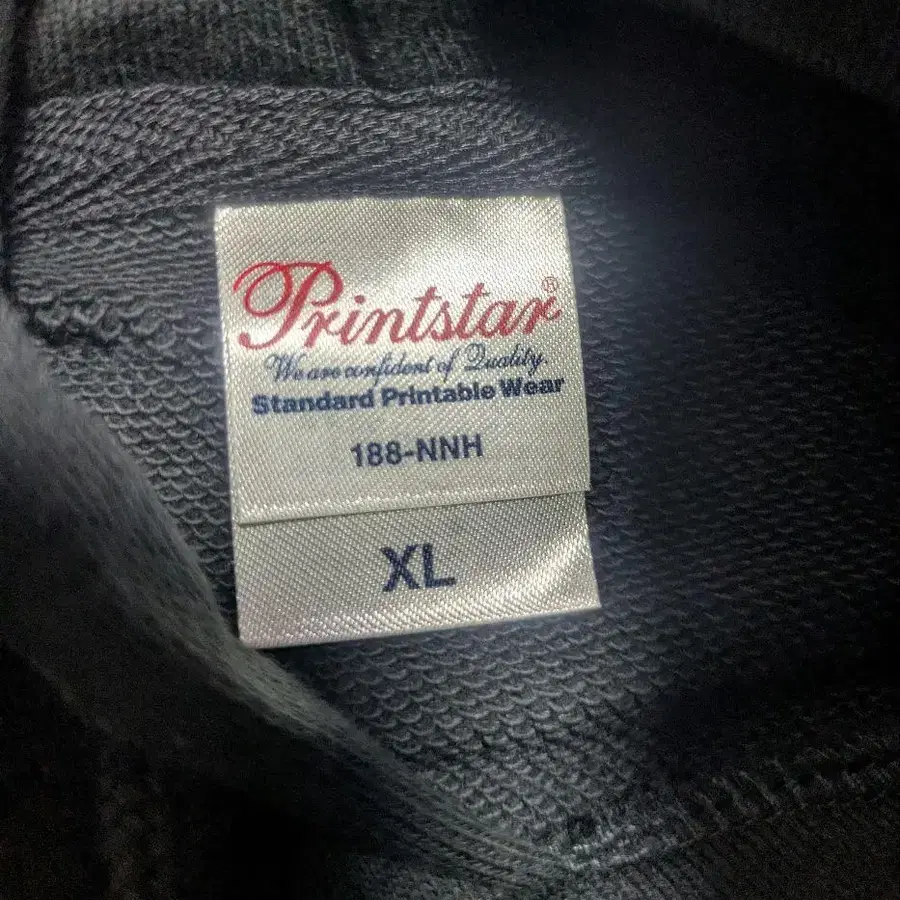 Printstar®
We are confident of Quality.
Standard Printable Wear
188-NNH
XL